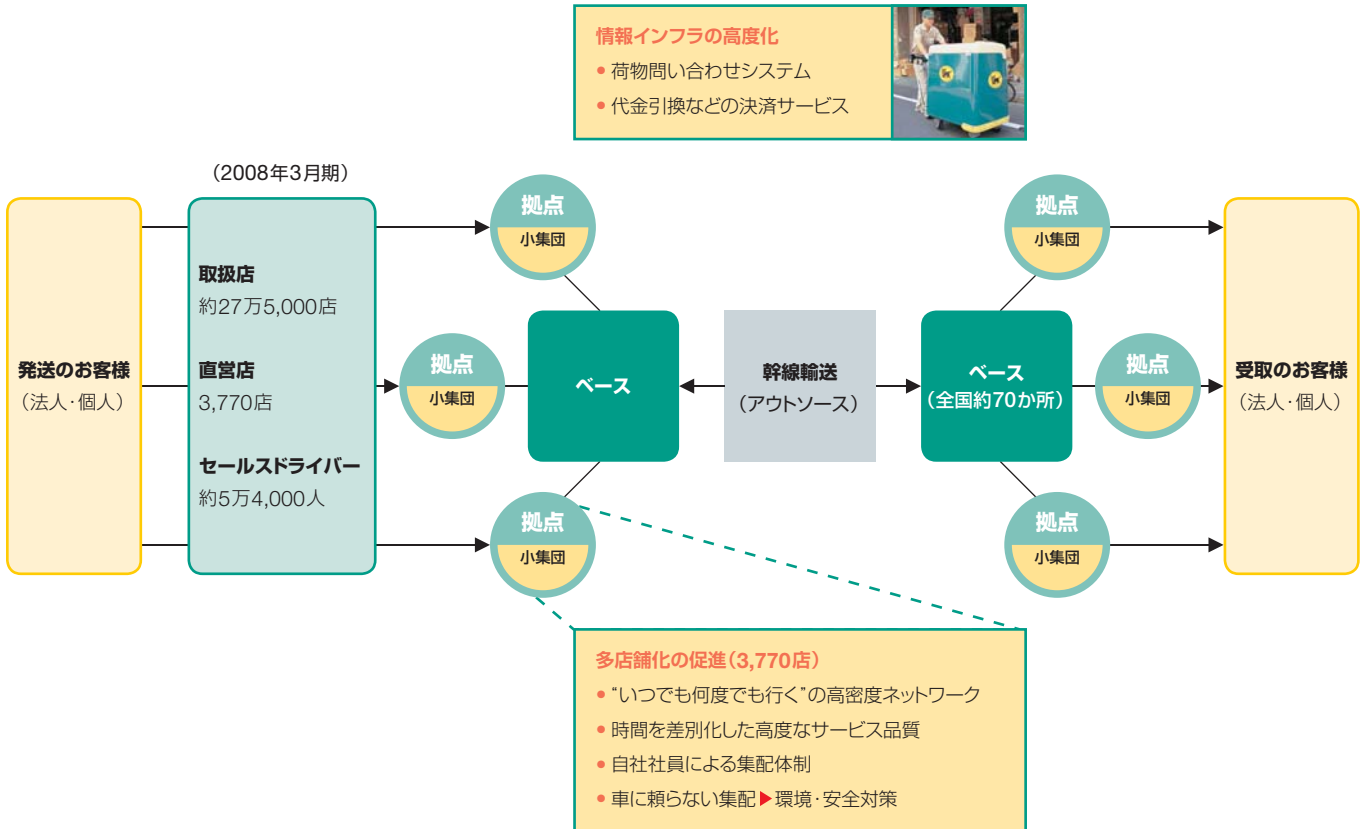 情報インフラの高度化
• 荷物問い合わせシステム
• 代金引換などの決済サービス
（2008年3月期）
発送のお客様
（法人・個人）
取扱店
約27万5,000店
直営店
3,770店
セールスドライバー
約5万4,000人
拠点
小集団
拠点
小集団
拠点
小集団
ベース
幹線輸送
（アウトソース）
ベース
（全国約70か所）
拠点
小集団
拠点
小集団
拠点
小集団
受取のお客様
（法人・個人）
多店舗化の促進（3,770店）
• “いつでも何度でも行く”の高密度ネットワーク
• 時間を差別化した高度なサービス品質
• 自社社員による集配体制
• 車に頼らない集配▶環境・安全対策